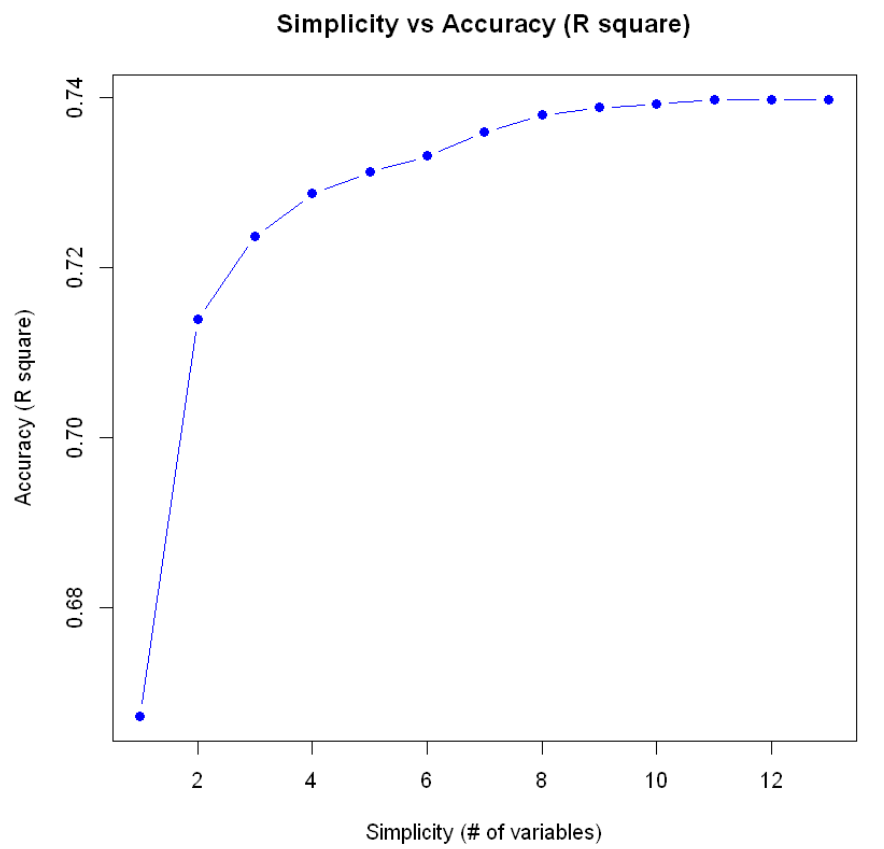 Simplicity vs Accuracy (R square)
0.74
0.72
0.70
0.68
Accuracy (R square)
2 4 6 8 10 12
Simplicity (# of variables)